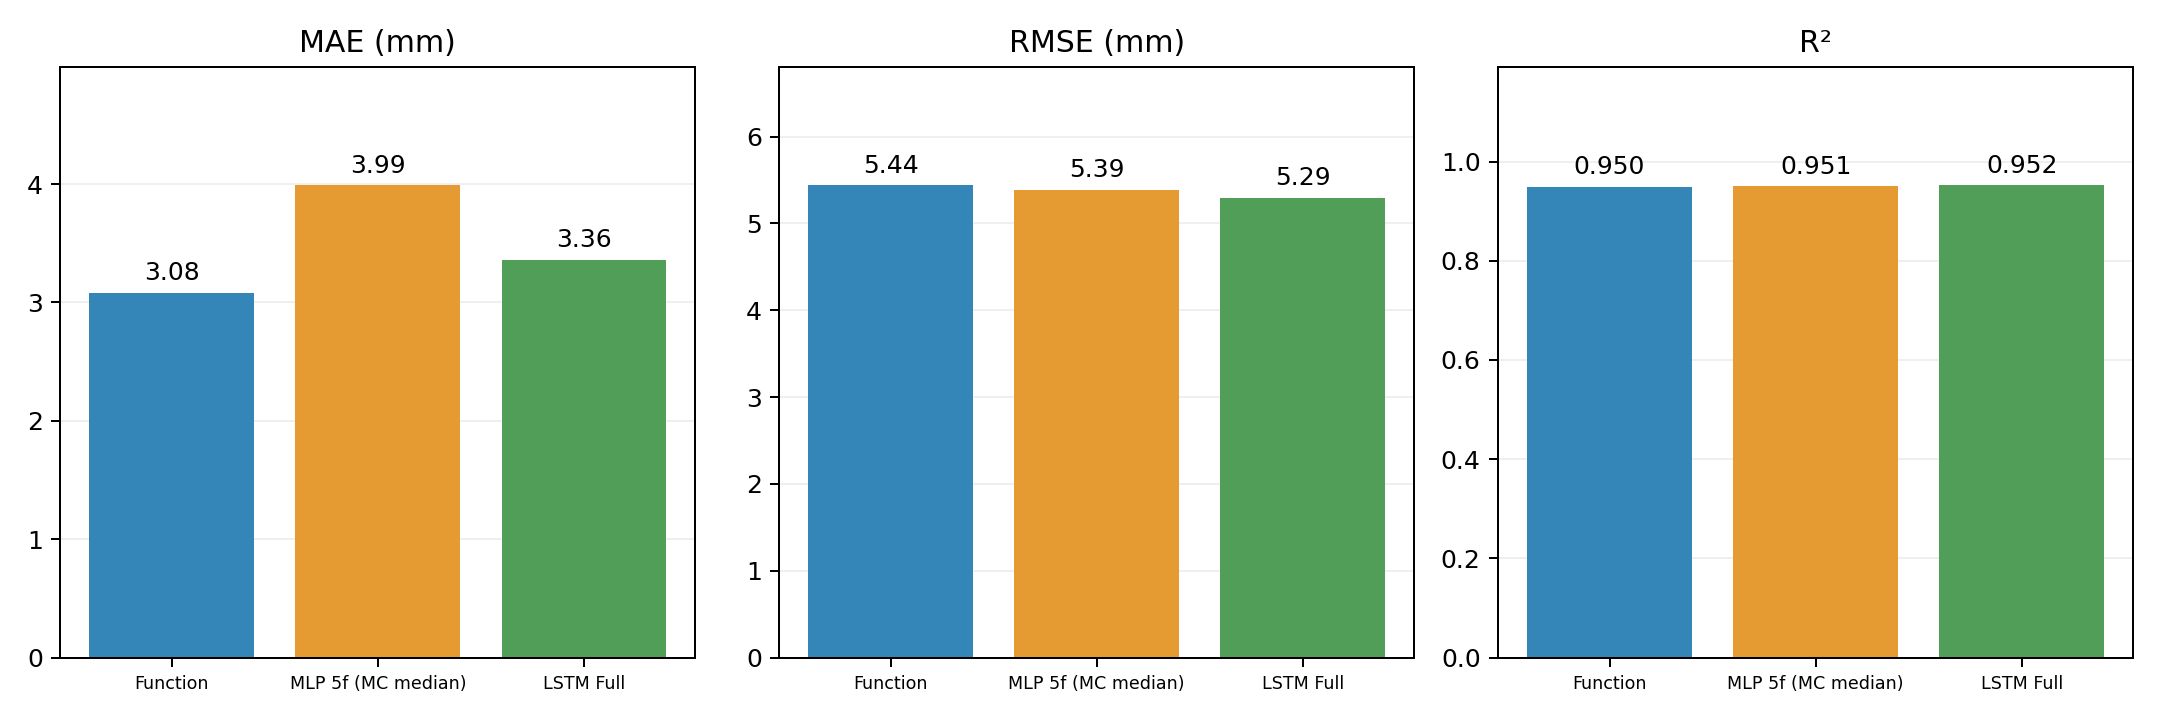 MAE (mm)
4
3
2
1
0
3.08
3.99
3.36
Function
MLP 5f (MC median)
LSTM Full
RMSE (mm)
6
5
4
3
2
1
0
5.44
5.39
5.29
Function
MLP 5f (MC median)
LSTM Full
R²
1.0
0.8
0.6
0.4
0.2
0.0
0.950
0.951
0.952
Function
MLP 5f (MC median)
LSTM Full